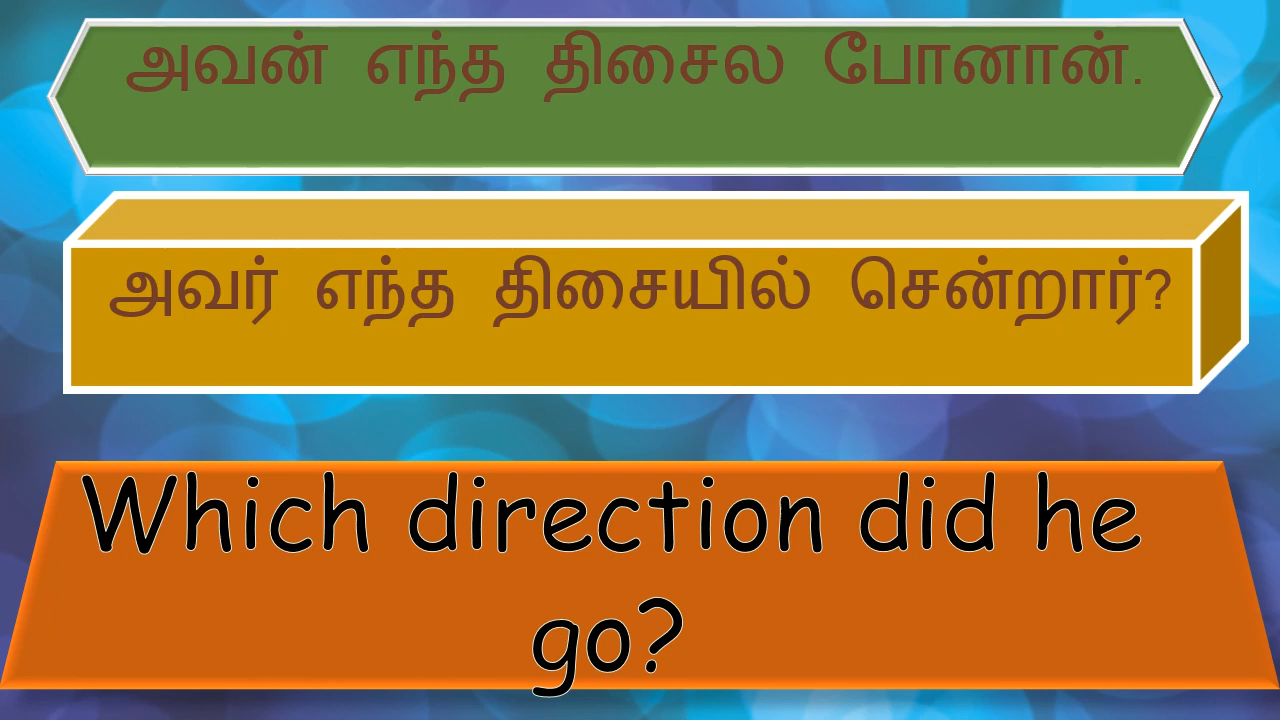 அவன் எந்த திசைல போனான்.
அவர் எந்த திசையில் சென்றார்?
Which direction did he
go?